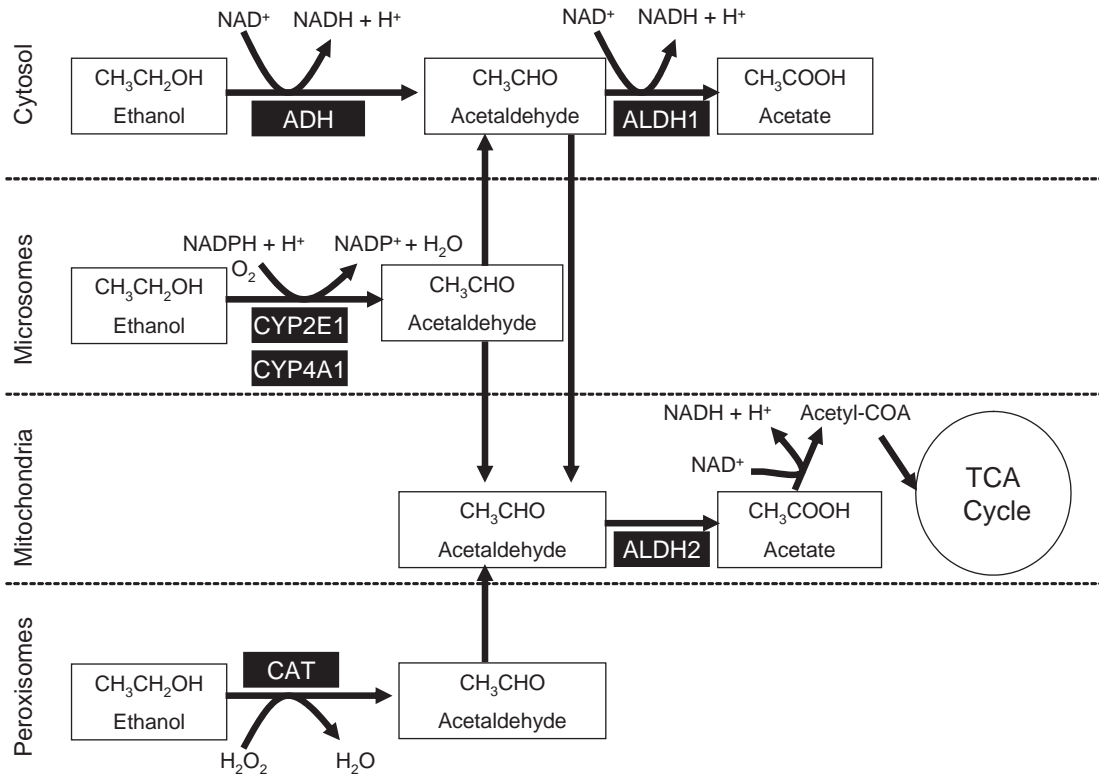 Cytosol
NAD⁺
NADH + H⁺
NAD⁺
NADH + H⁺
CH₃CH₂OH
Ethanol
ADH
CH₃CHO
Acetaldehyde
ALDH1
CH₃COOH
Acetate
Microsomes
NADPH + H⁺
O₂
NADP⁺ + H₂O
CH₃CH₂OH
Ethanol
CYP2E1
CYP4A1
CH₃CHO
Acetaldehyde
Mitochondria
NADH + H⁺
Acetyl-COA
NAD⁺
TCA
Cycle
CH₃CHO
Acetaldehyde
ALDH2
CH₃COOH
Acetate
Peroxisomes
CH₃CH₂OH
Ethanol
CAT
H₂O₂
H₂O
CH₃CHO
Acetaldehyde